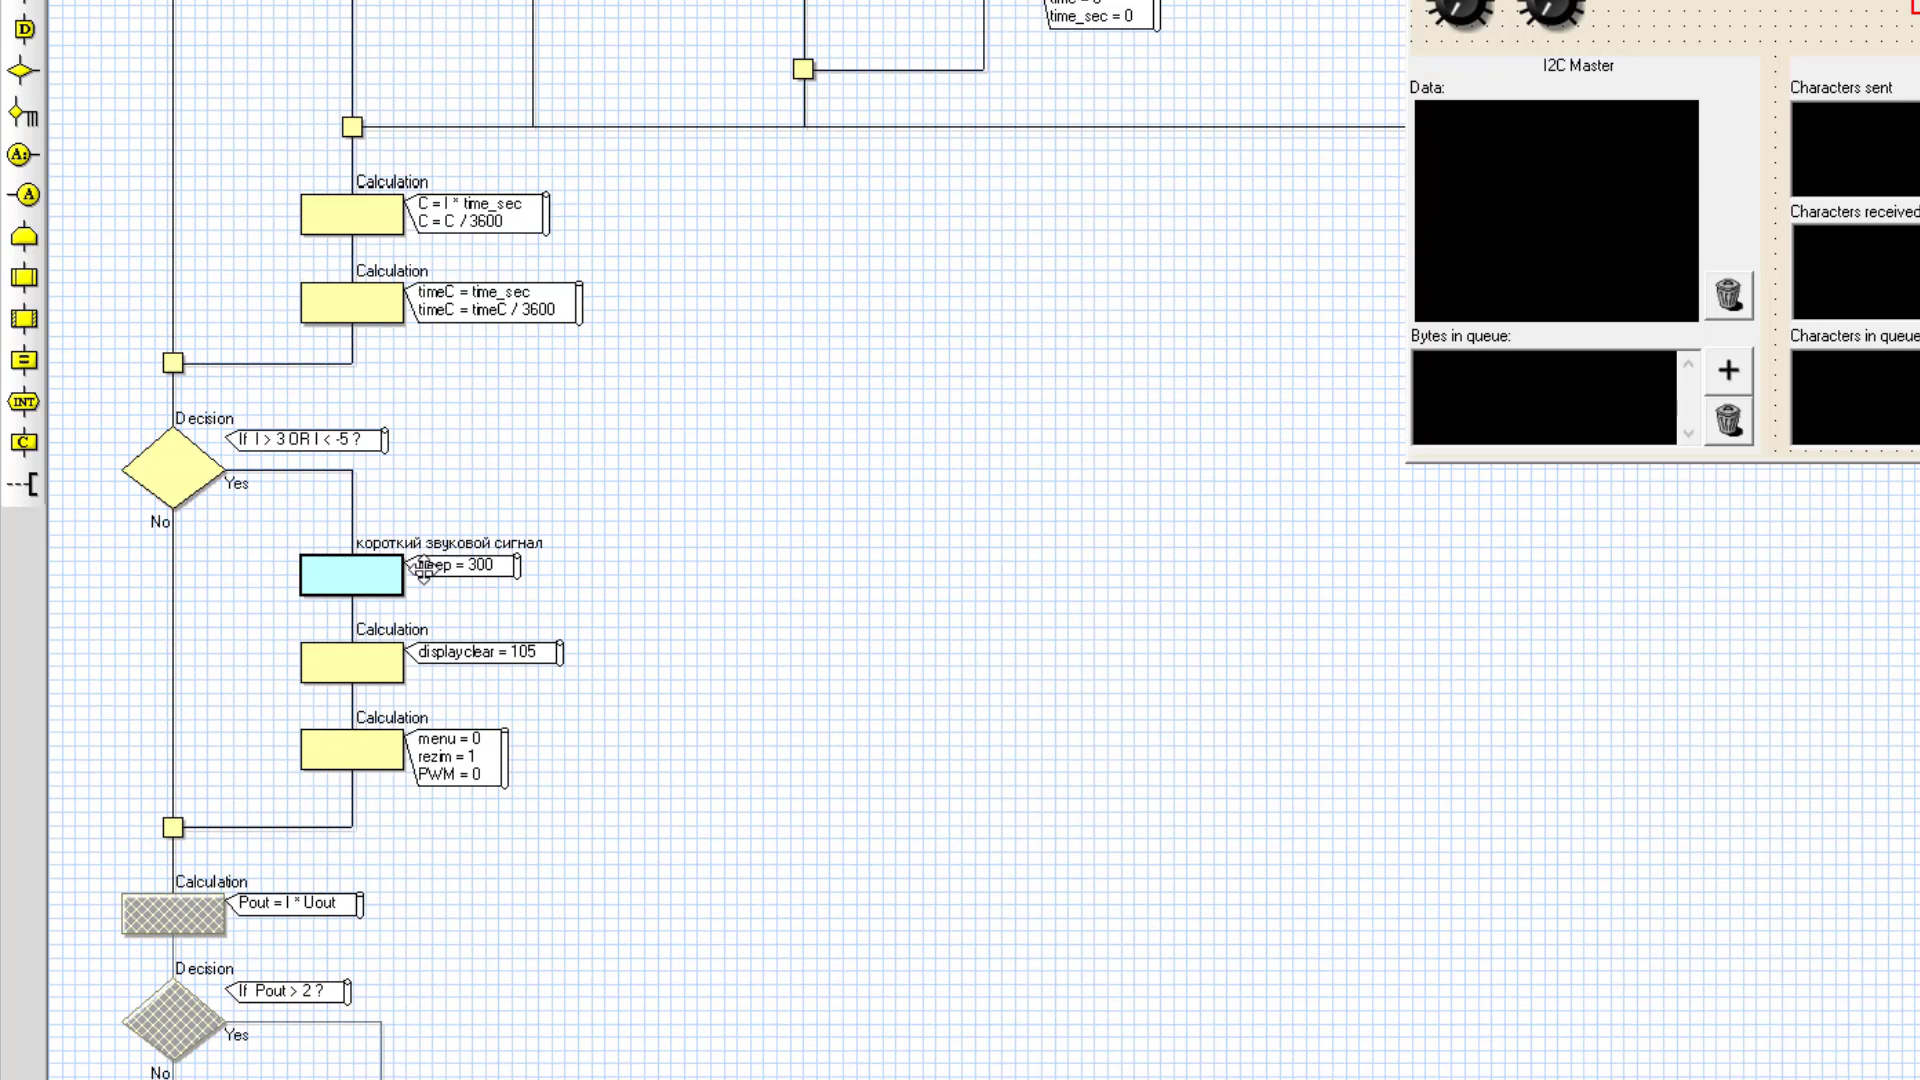 D
time_sec = 0
I2C Master
Data:
Characters sent
A:
Calculation
C = I * time_sec
C = C / 3600
A
Characters received
Calculation
timeC = time_sec
timeC = timeC / 3600
Bytes in queue:
Characters in queue
INT
Decision
If I > 3 OR I < -5 ?
C
Yes
No
короткий звуковой сигнал
= 300
Calculation
displayclear = 105
Calculation
menu = 0
rezim = 1
PWM = 0
Calculation
Pout = I * Uout
Decision
If Pout > 2 ?
Yes
No